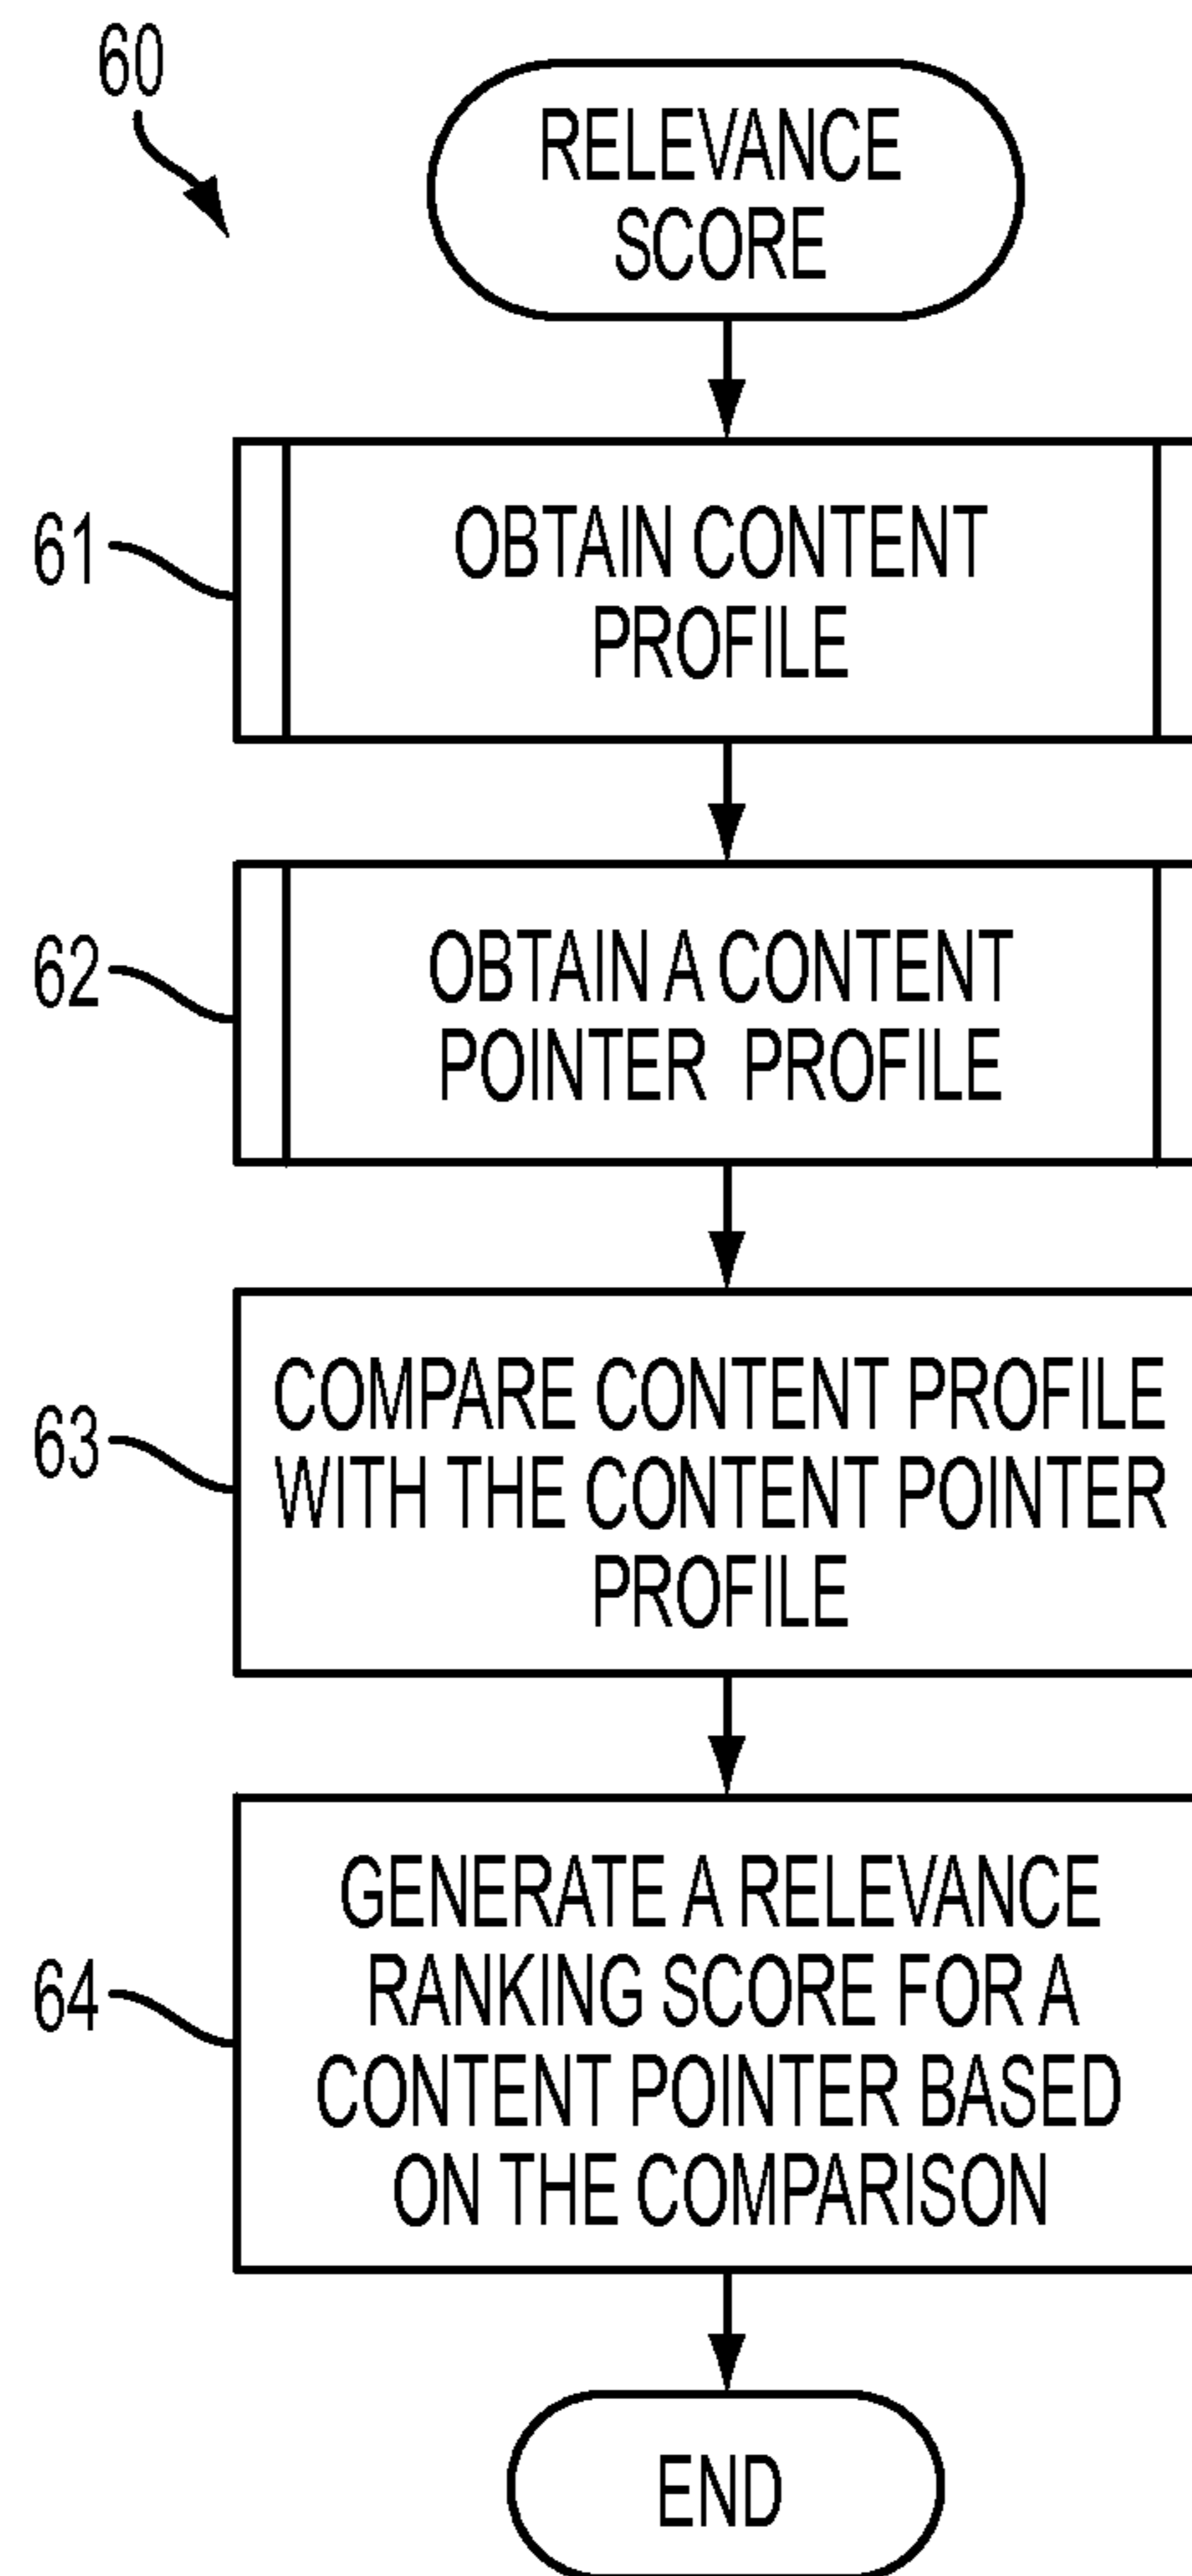 60
RELEVANCE
SCORE
61
OBTAIN CONTENT
PROFILE
62
OBTAIN A CONTENT
POINTER PROFILE
63
COMPARE CONTENT PROFILE
WITH THE CONTENT POINTER
PROFILE
64
GENERATE A RELEVANCE
RANKING SCORE FOR A
CONTENT POINTER BASED
ON THE COMPARISON
END